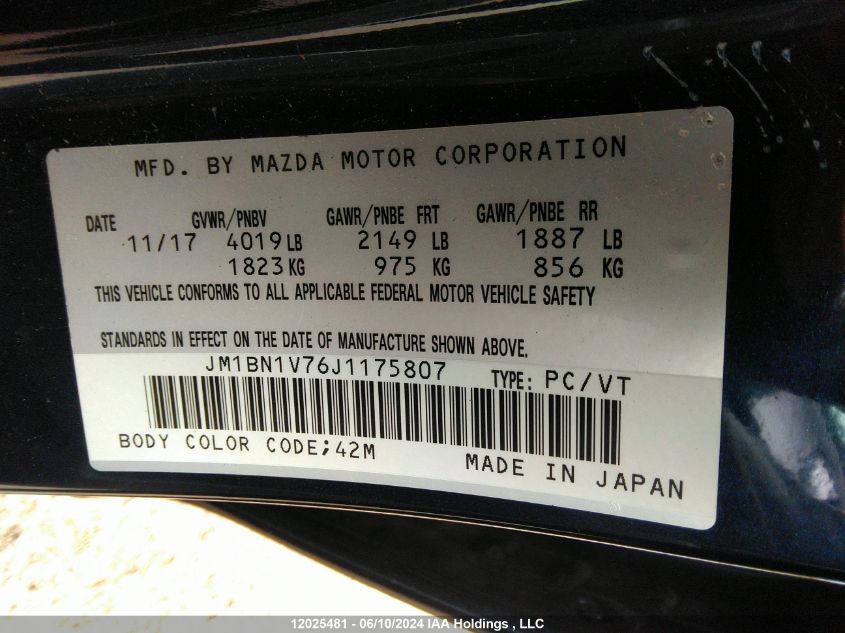 MFD. BY MAZDA MOTOR CORPORATION
DATE GVWR/PNBV GAWR/PNBE FRT GAWR/PNBE RR
11/17 4019 LB 2149 LB 1887 LB
1823 KG 975 KG 856 KG
THIS VEHICLE CONFORMS TO ALL APPLICABLE FEDERAL MOTOR VEHICLE SAFETY
STANDARDS IN EFFECT ON THE DATE OF MANUFACTURE SHOWN ABOVE.
JM1BN1V76J1175807 TYPE: PC/VT
BODY COLOR CODE;42M MADE IN JAPAN
12025481 - 06/10/2024 IAA Holdings , LLC